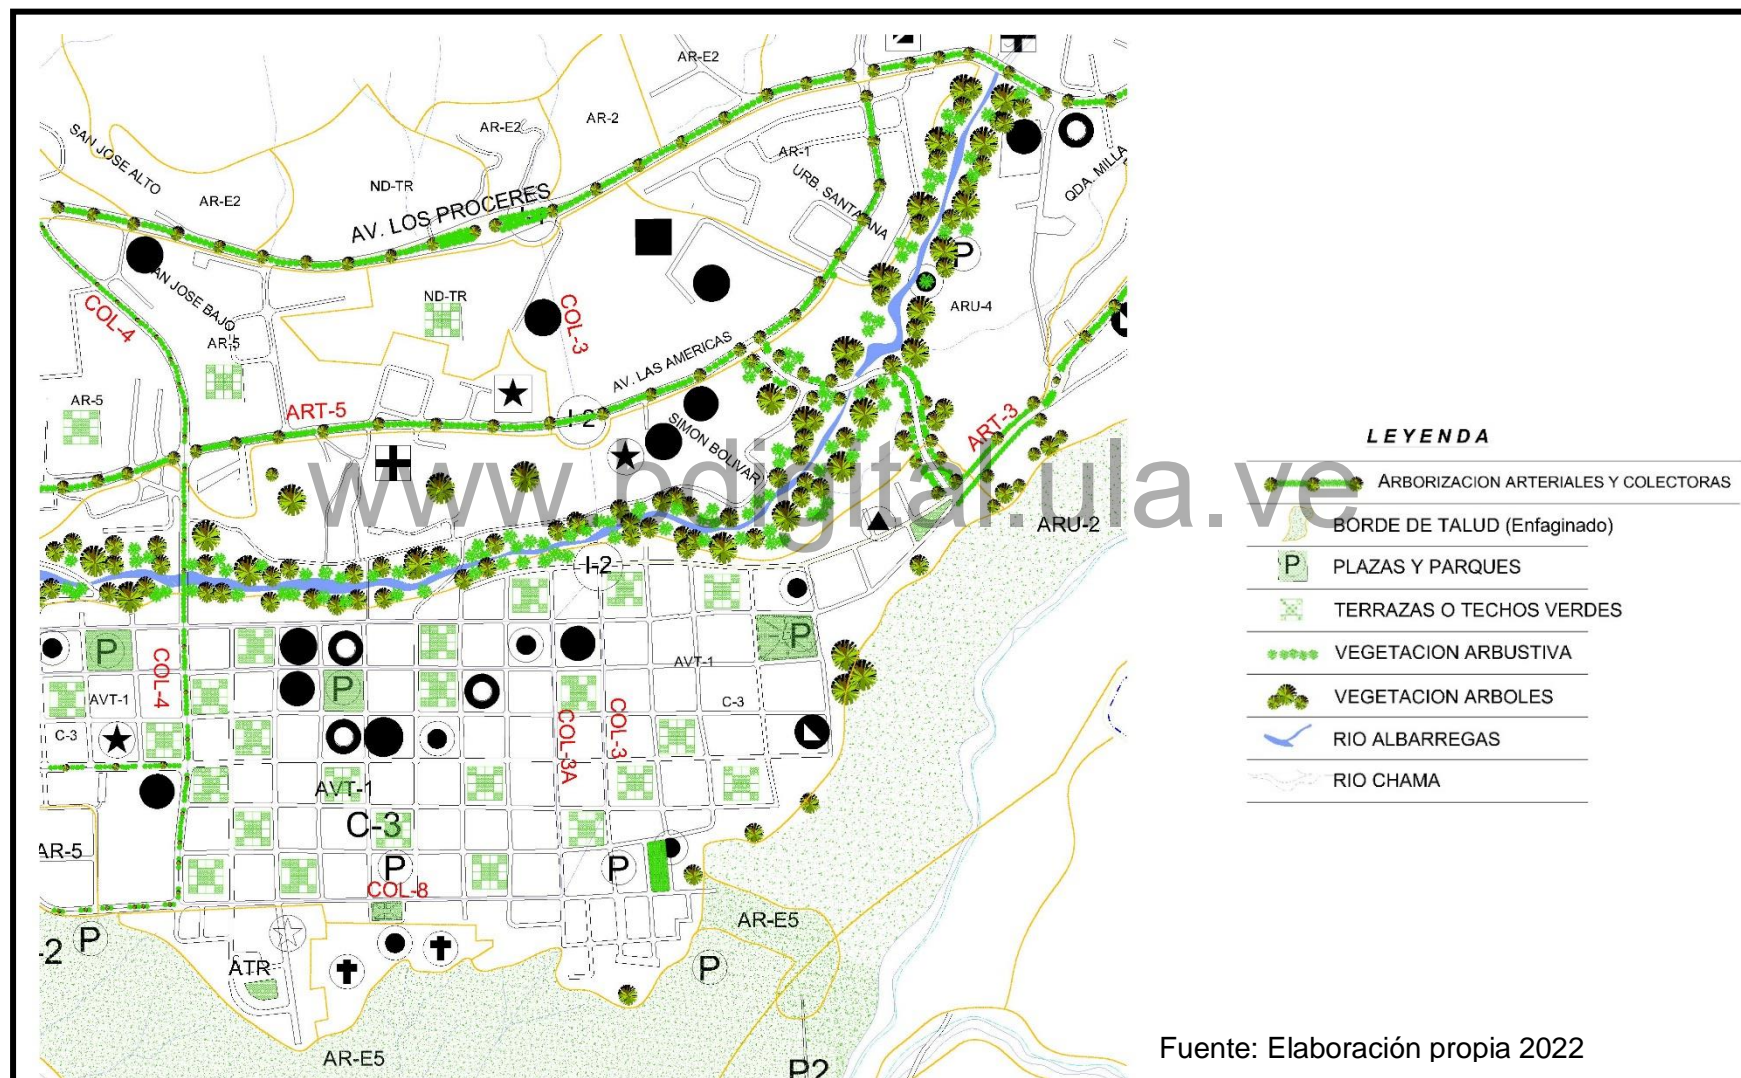 AR-E2
SAN JOSE ALTO
AR-E2
AR-2
AR-1
QDA. MILLA
URB. SANTA ANA
ND-TR
AR-E2
AV. LOS PROCERES
P
COL-4
AN JOSE BAJO
ND-TR
COL-3
ARU-4
AR-5
AV. LAS AMERICAS
AR-5
ART-5
I-2
SIMON BOLIVAR
ART-3
www.bdigital.ula.ve
ARU-2
I-2
P
COL-4
P
AVT-1
P
AVT-1
C-3
COL-3
C-3
COL-3A
AVT-1
C-3
AR-5
P
P
COL-8
AR-E5
P
-2
ATR
P
AR-E5
P2
LEYENDA
ARBORIZACION ARTERIALES Y COLECTORAS
BORDE DE TALUD (Enfaginado)
P PLAZAS Y PARQUES
TERRAZAS O TECHOS VERDES
VEGETACION ARBUSTIVA
VEGETACION ARBOLES
RIO ALBARREGAS
RIO CHAMA
Fuente: Elaboración propia 2022